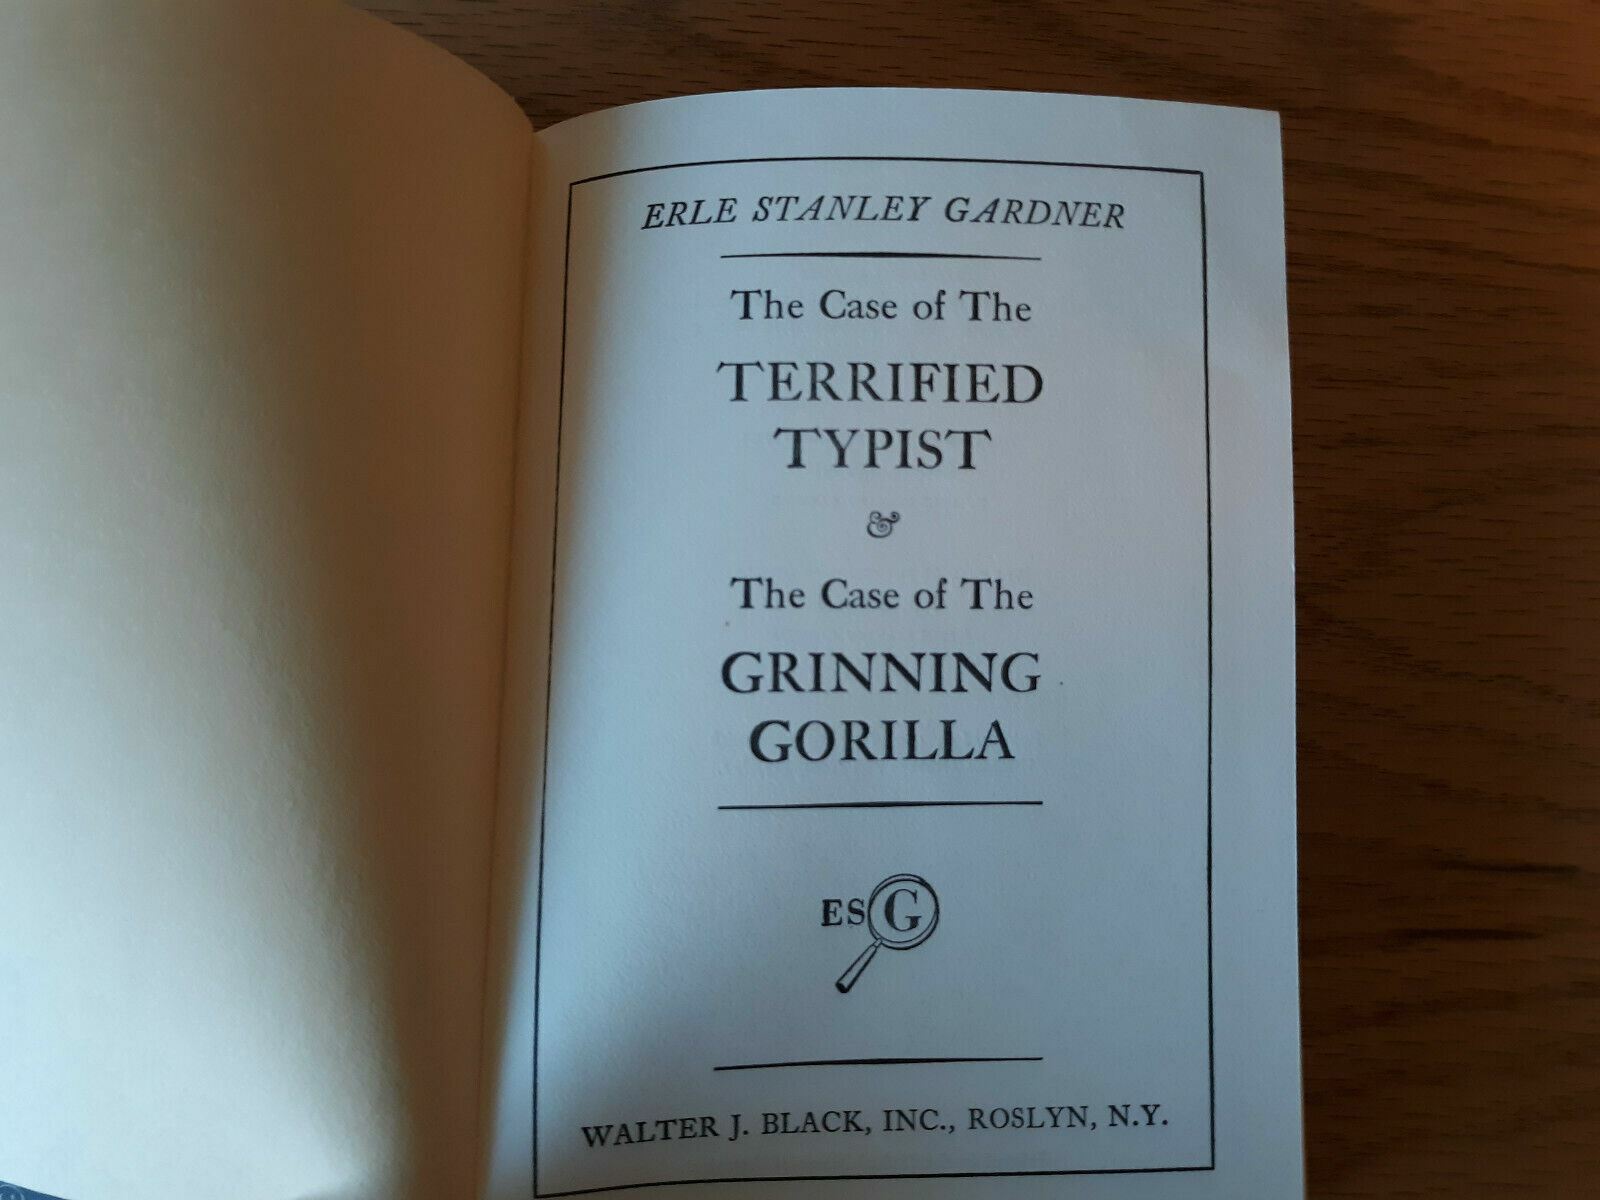 ERLE STANLEY GARDNER
The Case of The
TERRIFIED
TYPIST
&
The Case of The
GRINNING
GORILLA
ESG
WALTER J. BLACK, INC., ROSLYN, N.Y.